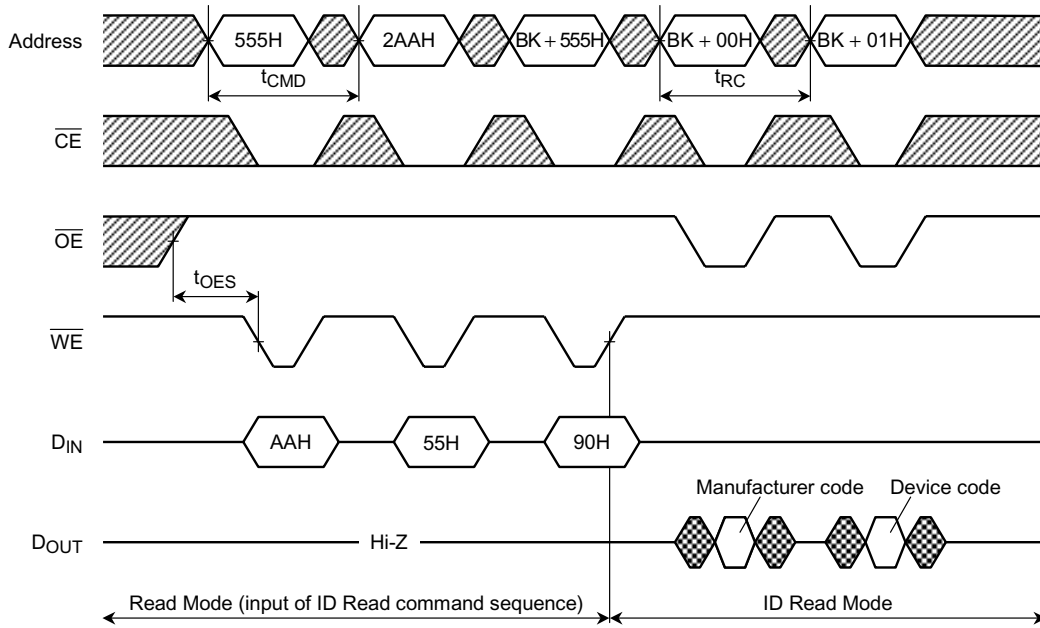 Address 555H 2AAH BK + 555H BK + 00H BK + 01H
tCMD tRC
CE
OE
tOES
WE
DIN AAH 55H 90H
Manufacturer code Device code
DOUT Hi-Z
Read Mode (input of ID Read command sequence) ID Read Mode